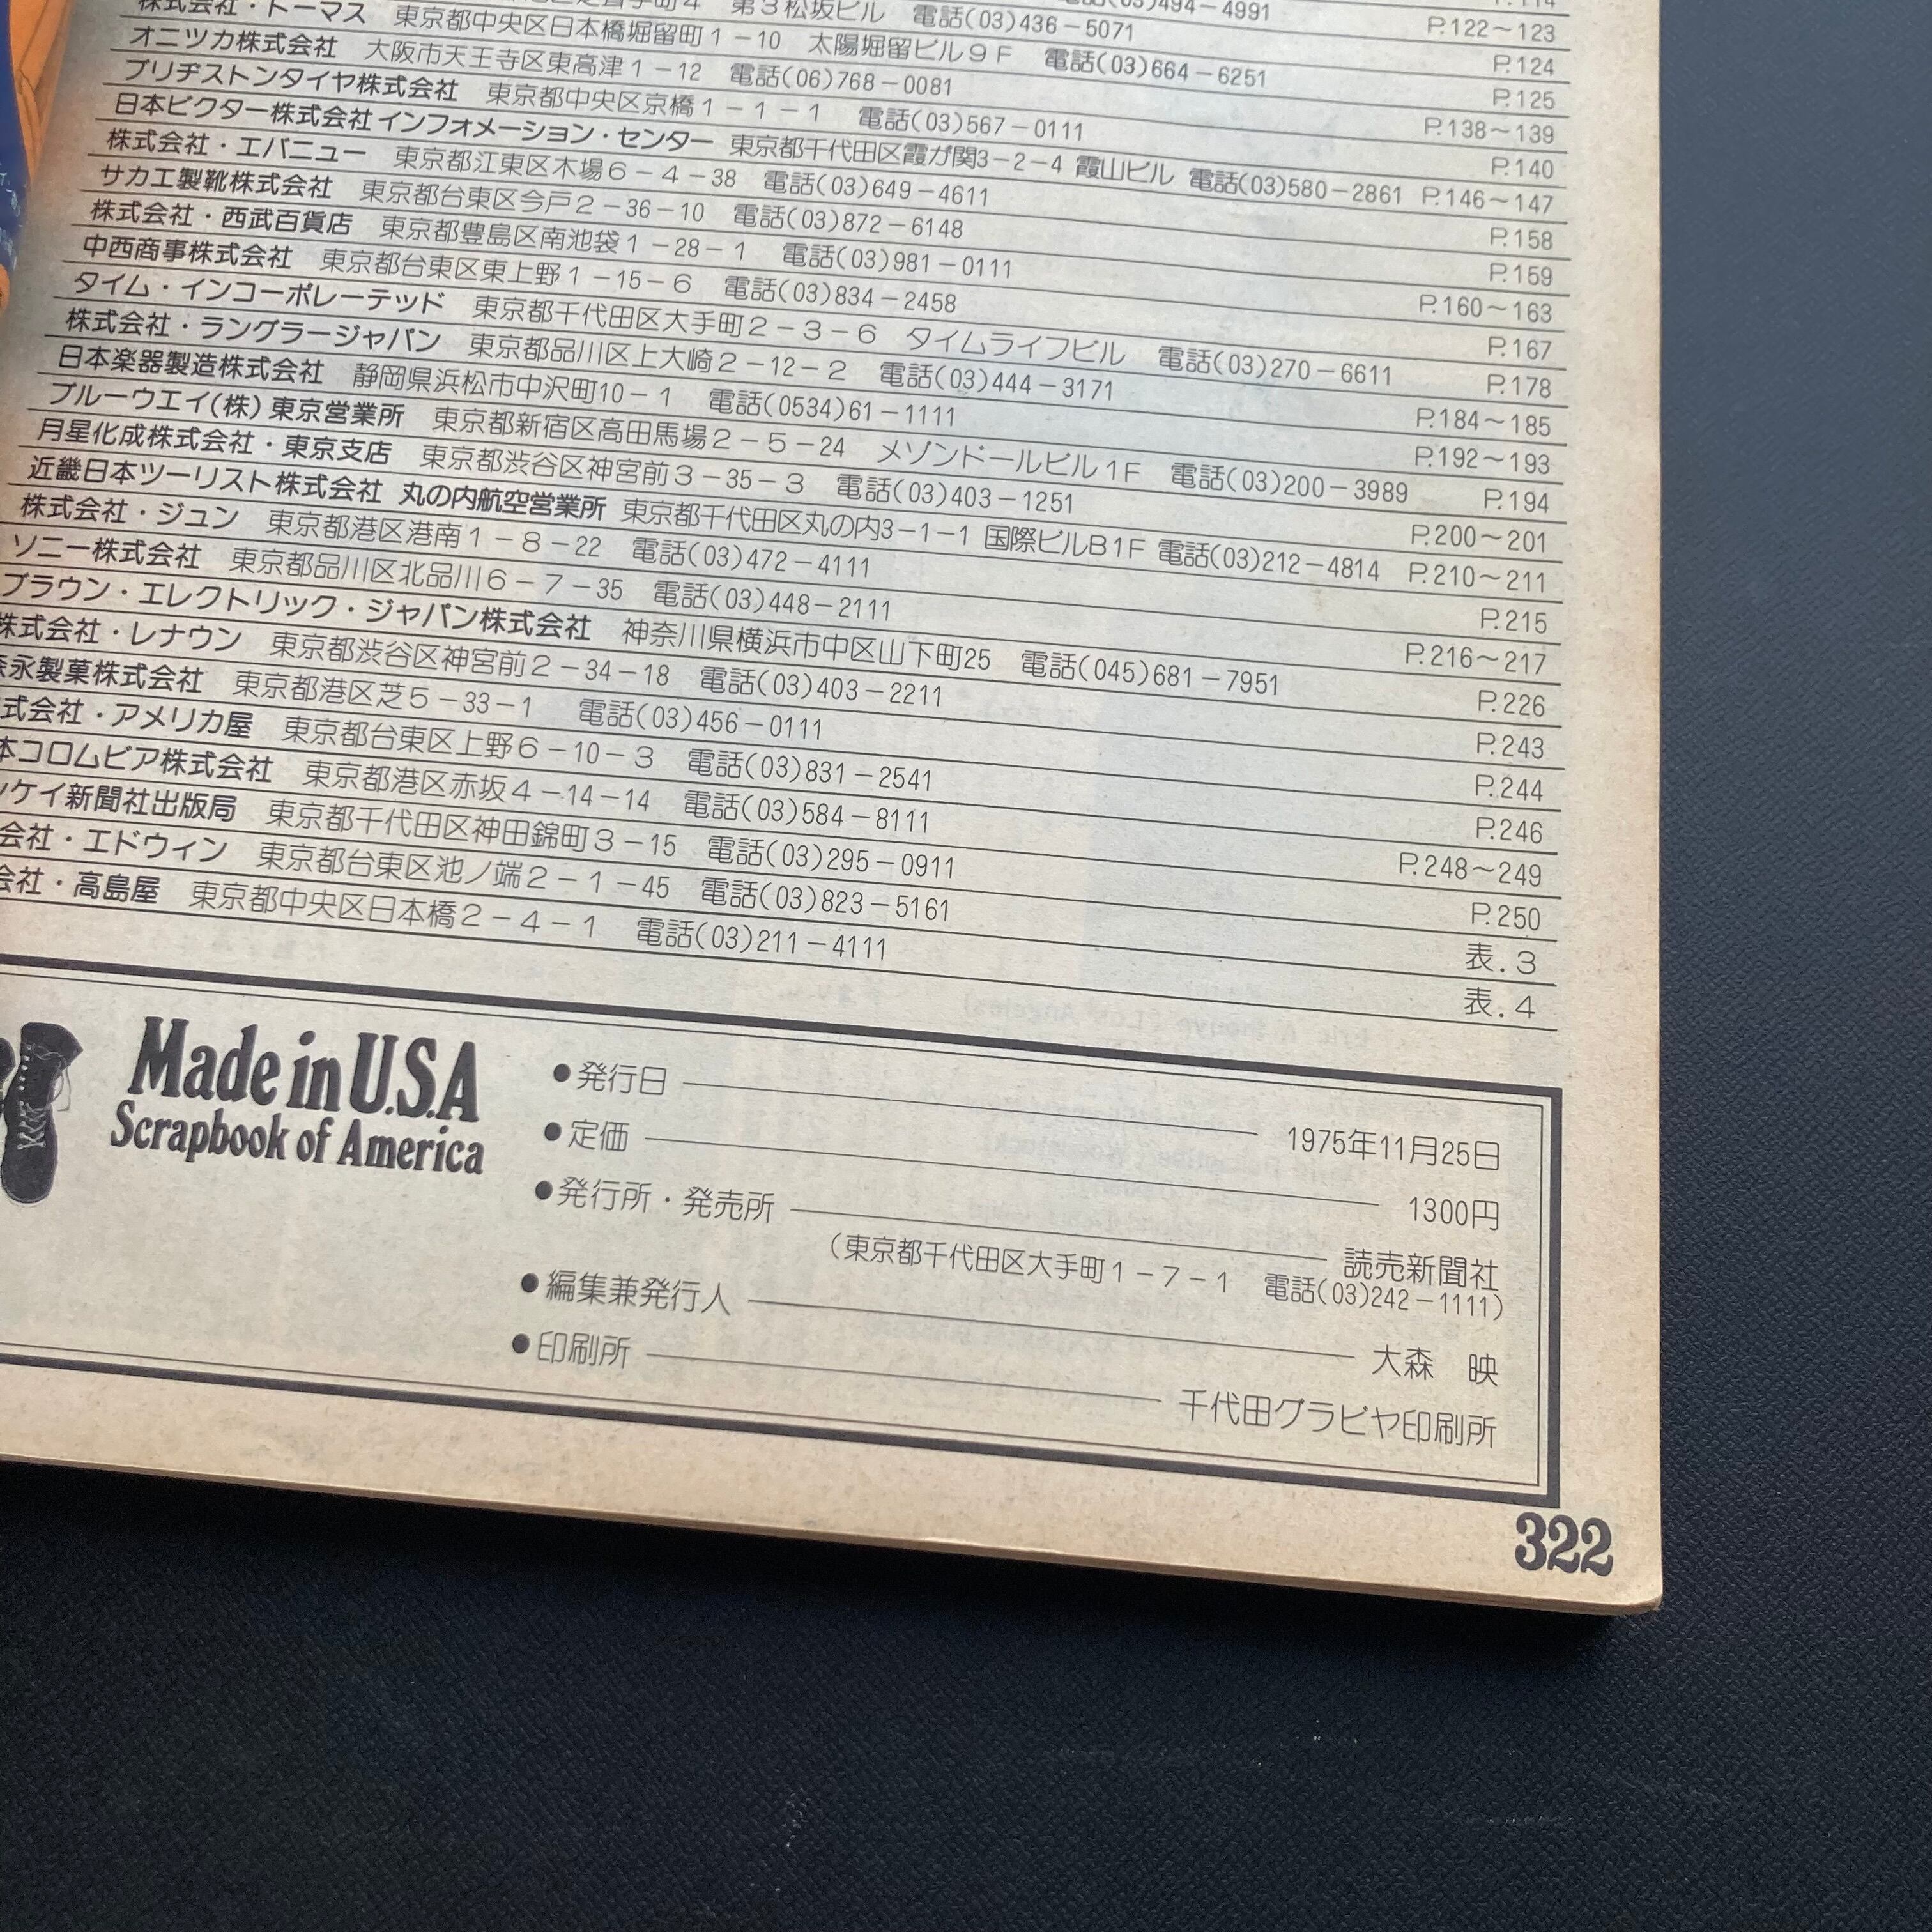 電話(03)494-4991
第3松坂ビル 電話(03)436-5071 P.122~123
株式会社・トーマス 東京都中央区日本橋堀留町1-10 太陽堀留ビル9F 電話(03)664-6251 P.124
オニツカ株式会社 大阪市天王寺区東高津1-12 電話(06)768-0081 P.125
ブリヂストンタイヤ株式会社 東京都中央区京橋1-1-1 電話(03)567-0111 P.138~139
日本ビクター株式会社インフォメーション・センター 東京都千代田区霞が関3-2-4 霞山ビル 電話(03)580-2861 P.140
株式会社・エバニュー 東京都江東区木場6-4-38 電話(03)649-4611 P.146~147
サカエ製靴株式会社 東京都台東区今戸2-36-10 電話(03)872-6148 P.158
株式会社・西武百貨店 東京都豊島区南池袋1-28-1 電話(03)981-0111 P.159
中西商事株式会社 東京都台東区東上野1-15-6 電話(03)834-2458 P.160~163
タイム・インコーポレーテッド 東京都千代田区大手町2-3-6 タイムライフビル 電話(03)270-6611 P.167
株式会社・ラングラージャパン 東京都品川区上大崎2-12-2 電話(03)444-3171 P.178
日本楽器製造株式会社 静岡県浜松市中沢町10-1 電話(0534)61-1111 P.184~185
ブルーウエイ(株)東京営業所 東京都新宿区高田馬場2-5-24 メゾンドールビル1F 電話(03)200-3989 P.192~193
月星化成株式会社・東京支店 東京都渋谷区神宮前3-35-3 電話(03)403-1251 P.194
近畿日本ツーリスト株式会社 丸の内航空営業所 東京都千代田区丸の内3-1-1 国際ビルB1F 電話(03)212-4814 P.200~201
株式会社・ジュン 東京都港区港南1-8-22 電話(03)472-4111 P.210~211
ソニー株式会社 東京都品川区北品川6-7-35 電話(03)448-2111 P.215
ブラウン・エレクトリック・ジャパン株式会社 神奈川県横浜市中区山下町25 電話(045)681-7951 P.216~217
株式会社・レナウン 東京都渋谷区神宮前2-34-18 電話(03)403-2211 P.226
永製菓株式会社 東京都港区芝5-33-1 電話(03)456-0111 P.243
式会社・アメリカ屋 東京都台東区上野6-10-3 電話(03)831-2541 P.244
本コロムビア株式会社 東京都港区赤坂4-14-14 電話(03)584-8111 P.246
ンケイ新聞社出版局 東京都千代田区神田錦町3-15 電話(03)295-0911 P.248~249
会社・エドウィン 東京都台東区池ノ端2-1-45 電話(03)823-5161 P.250
会社・高島屋 東京都中央区日本橋2-4-1 電話(03)211-4111 表.3
表.4
Made in U.S.A
Scrapbook of America
●発行日 1975年11月25日
●定価 1300円
●発行所・発売所 読売新聞社
(東京都千代田区大手町1-7-1 電話(03)242-1111)
●編集兼発行人 大森 映
●印刷所 千代田グラビヤ印刷所
322